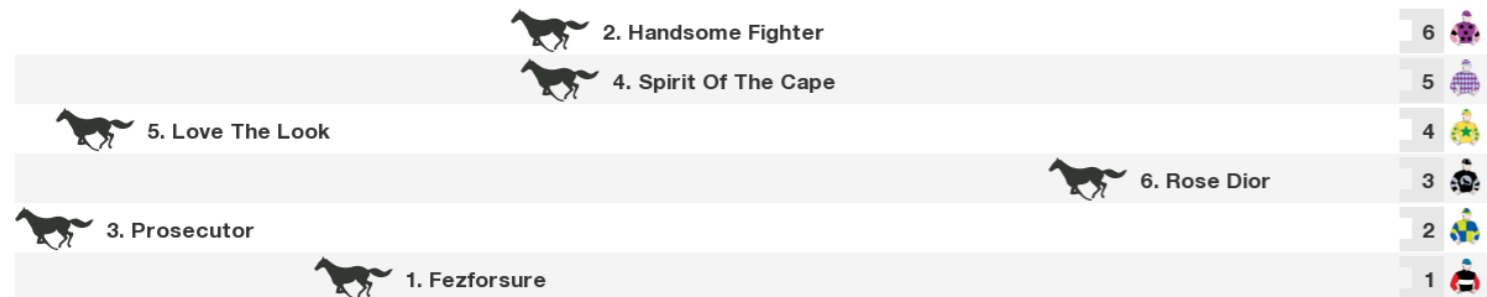 2. Handsome Fighter 6
4. Spirit Of The Cape 5
5. Love The Look 4
6. Rose Dior 3
3. Prosecutor 2
1. Fezforsure 1